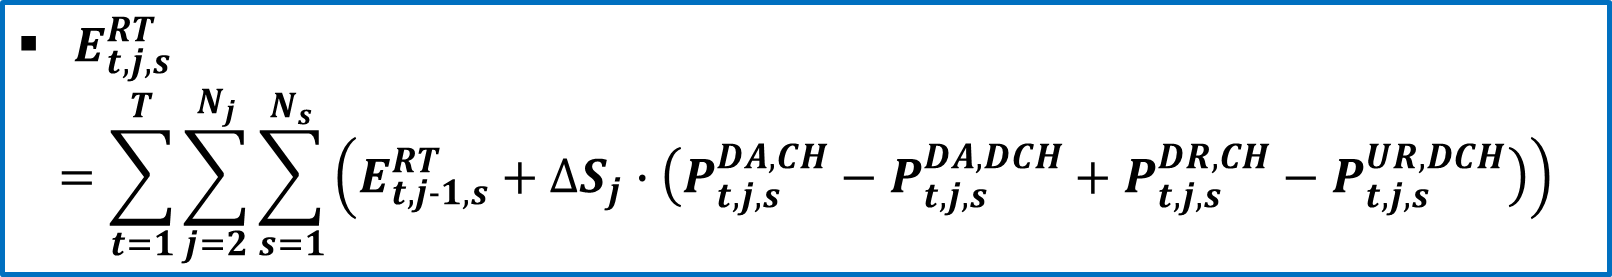 ▪ $E^{RT}_{t,j,s}$
$= \sum_{t=1}^{T} \sum_{j=2}^{N_j} \sum_{s=1}^{N_s} \left( E^{RT}_{t,j-1,s} + \Delta S_j \cdot \left( P^{DA,CH}_{t,j,s} - P^{DA,DCH}_{t,j,s} + P^{DR,CH}_{t,j,s} - P^{UR,DCH}_{t,j,s} \right) \right)$